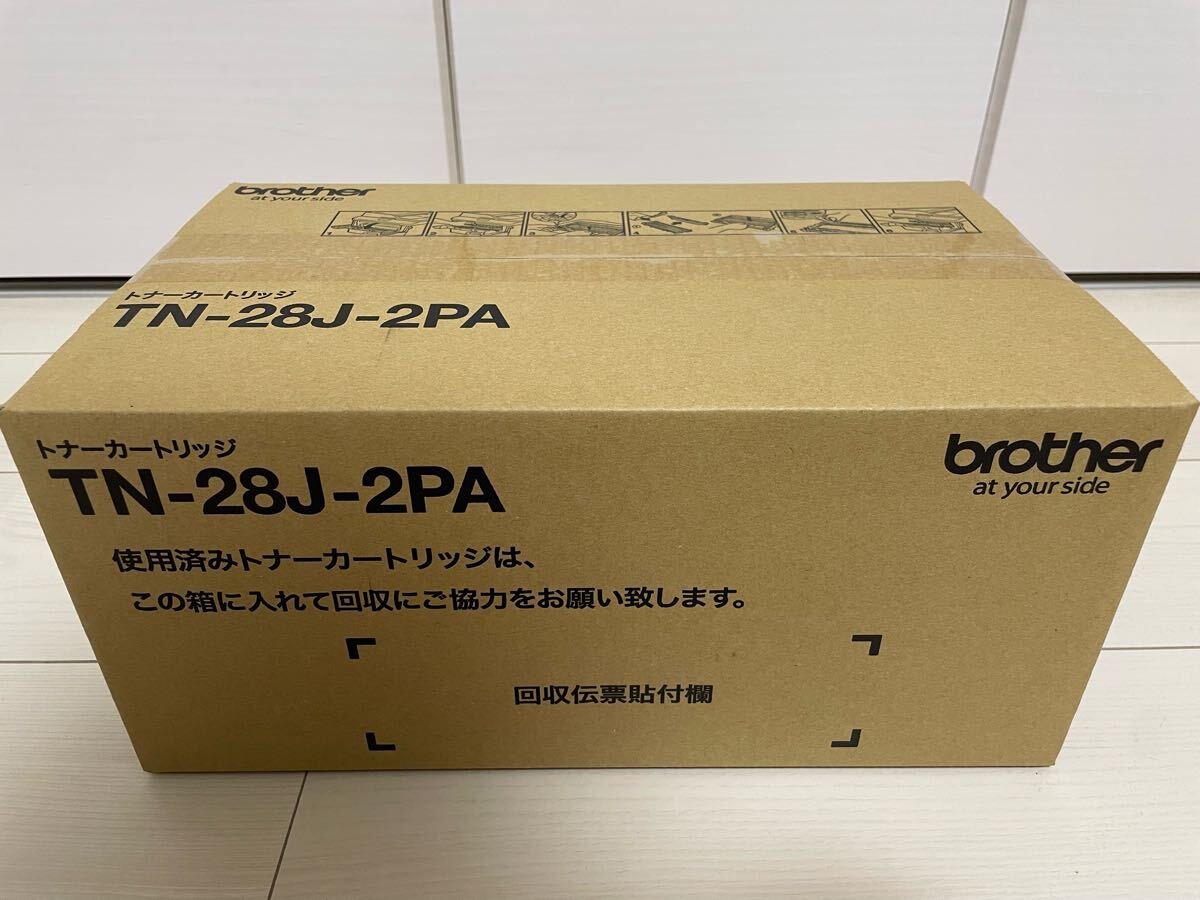 brother
at your side
トナーカートリッジ
TN-28J-2PA
トナーカートリッジ
TN-28J-2PA
brother
at your side
使用済みトナーカートリッジは、
この箱に入れて回収にご協力をお願い致します。
回収伝票貼付欄